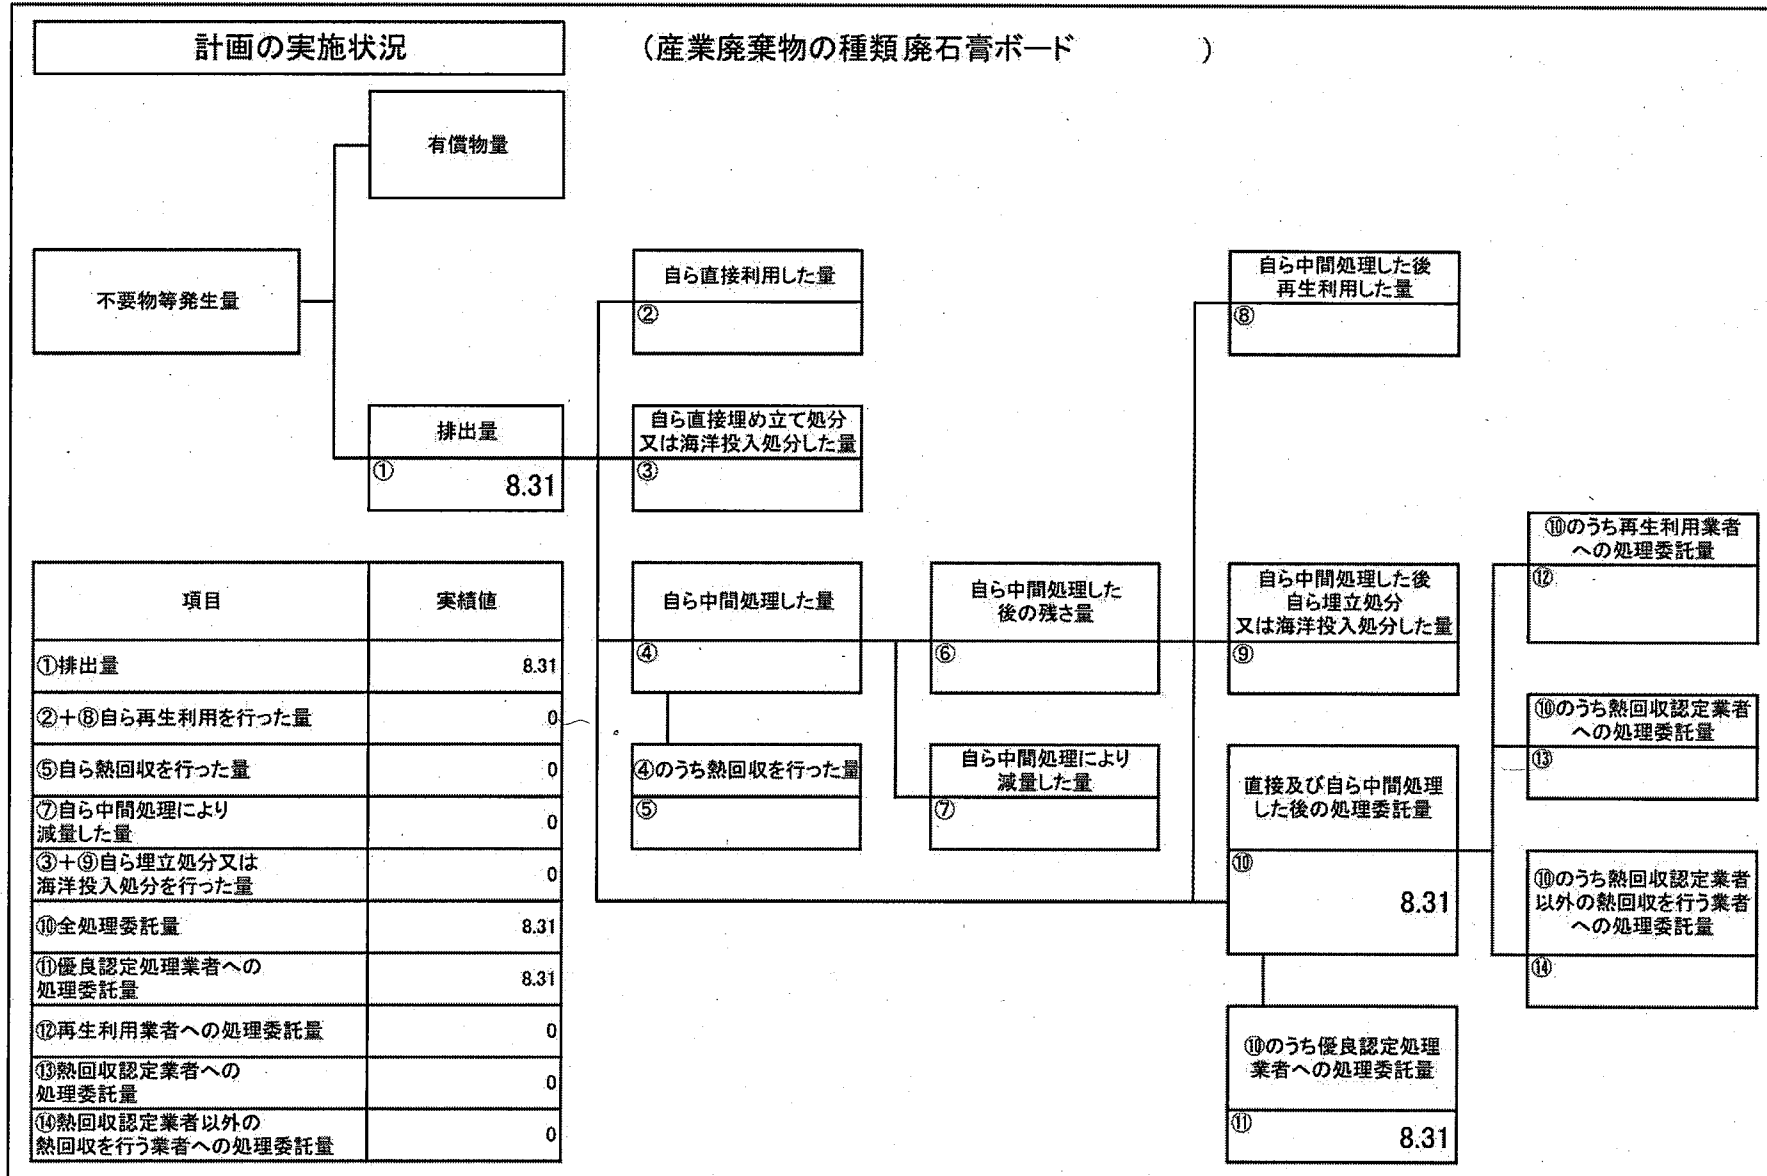 計画の実施状況
（産業廃棄物の種類 廃石膏ボード ）
有償物量
不要物等発生量
排出量
① 8.31
自ら直接利用した量
②
自ら直接埋め立て処分
又は海洋投入処分した量
③
自ら中間処理した量
④
④のうち熱回収を行った量
⑤
自ら中間処理した
後の残さ量
⑥
自ら中間処理により
減量した量
⑦
自ら中間処理した後
再生利用した量
⑧
自ら中間処理した後
自ら埋立処分
又は海洋投入処分した量
⑨
直接及び自ら中間処理
した後の処理委託量
⑩ 8.31
⑩のうち優良認定処理
業者への処理委託量
⑪ 8.31
⑩のうち再生利用業者
への処理委託量
⑫
⑩のうち熱回収認定業者
への処理委託量
⑬
⑩のうち熱回収認定業者
以外の熱回収を行う業者
への処理委託量
⑭
項目 実績値
①排出量 8.31
②＋⑧自ら再生利用を行った量 0
⑤自ら熱回収を行った量 0
⑦自ら中間処理により
減量した量 0
③＋⑨自ら埋立処分又は
海洋投入処分を行った量 0
⑩全処理委託量 8.31
⑪優良認定処理業者への
処理委託量 8.31
⑫再生利用業者への処理委託量 0
⑬熱回収認定業者への
処理委託量 0
⑭熱回収認定業者以外の
熱回収を行う業者への処理委託量 0